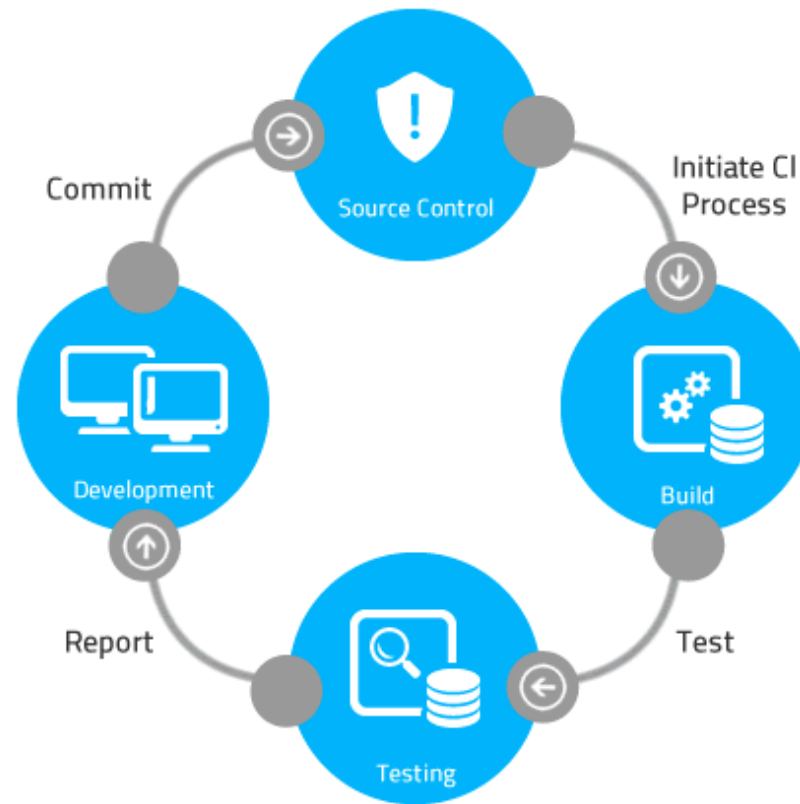 Source Control
Commit
Initiate CI
Process
Development
Build
Report
Test
Testing